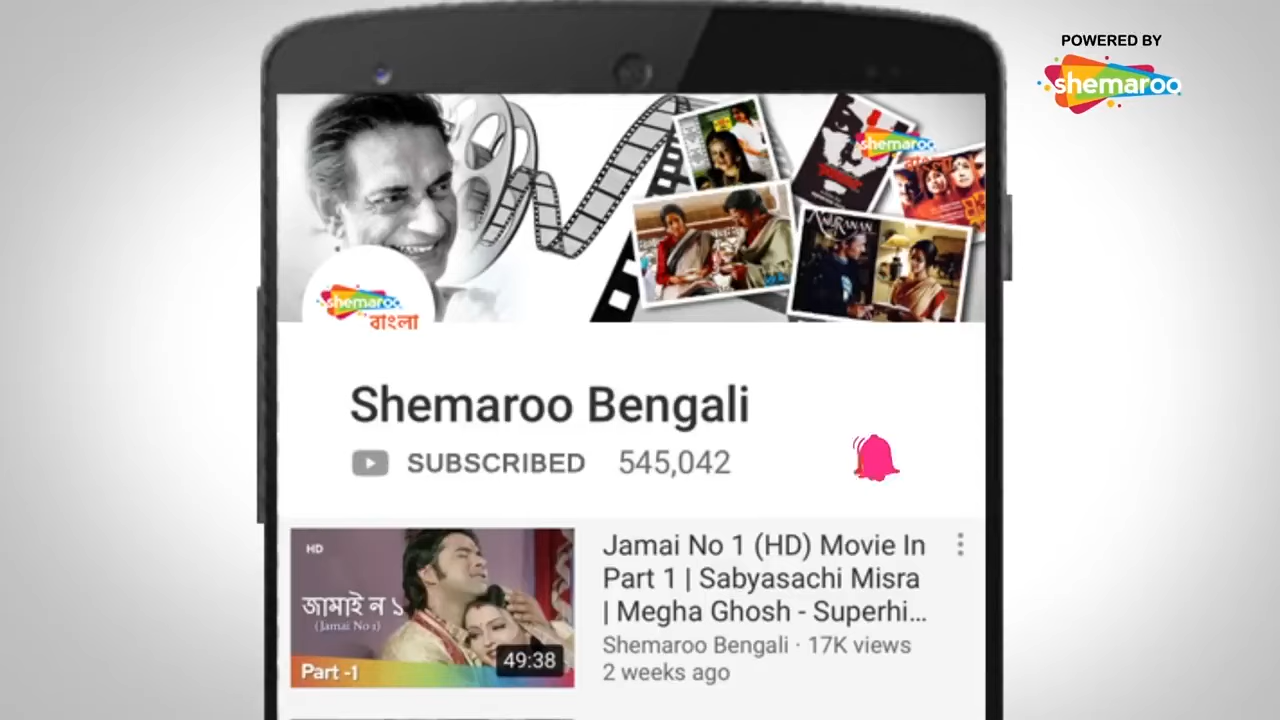 POWERED BY
shemaroo
shemaroo
বাংলা
ANURANAN
shemaroo
বাংলা
Shemaroo Bengali
SUBSCRIBED 545,042
HD
জামাই ন ১
(Jamai No 1)
Part -1
49:38
Jamai No 1 (HD) Movie In
Part 1 | Sabyasachi Misra
| Megha Ghosh - Superhi...
Shemaroo Bengali · 17K views
2 weeks ago